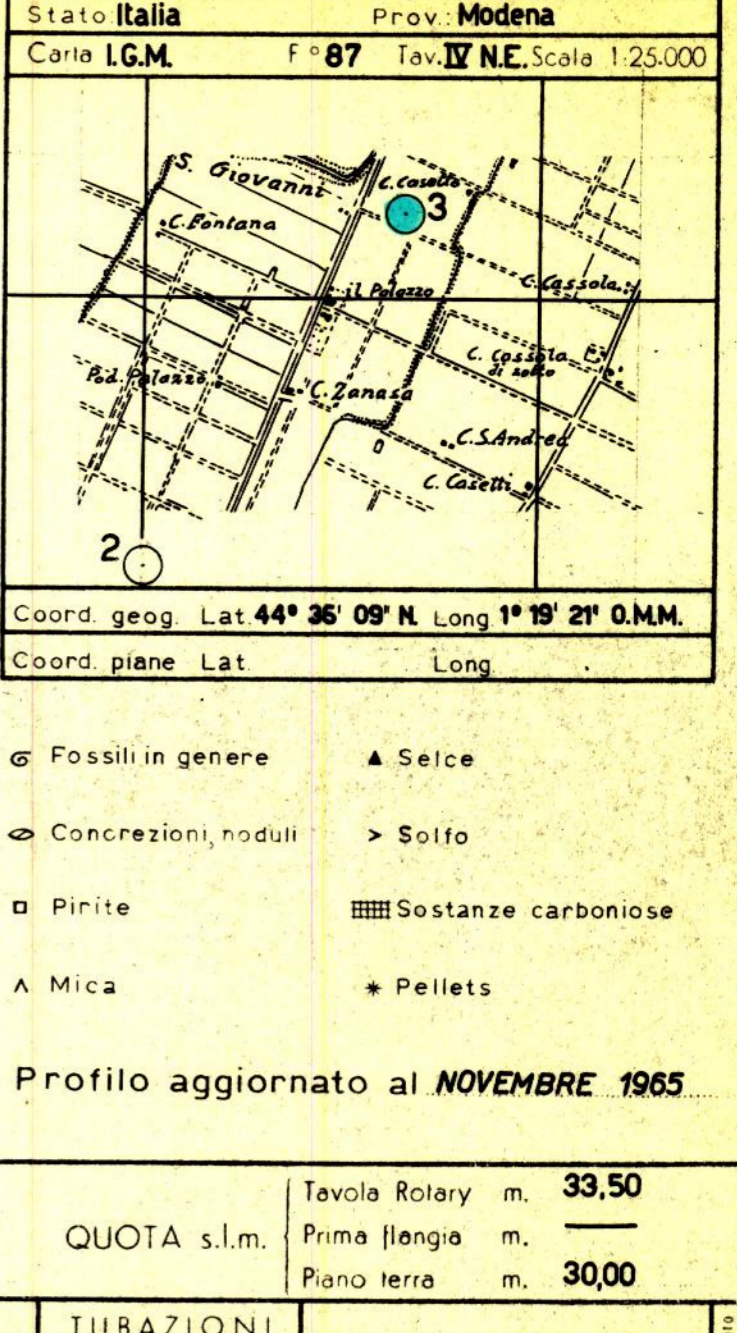 Stato Italia Prov.: Modena
Carta I.G.M. F° 87 Tav. IV N.E. Scala 1:25.000
S. Giovanni
C. Casetto
3
C. Fontana
il Palazzo
C. Cassola
C. Cassola di sotto
Pod. Palazzo
C. Zanasa
C. S. Andrea
C. Casetti
2
Coord. geog. Lat. 44° 36' 09" N. Long 1° 19' 21" O.M.M.
Coord. piane Lat. Long.
Fossili in genere ▲ Selce
Concrezioni, noduli > Solfo
Pirite Sostanze carboniose
Mica * Pellets
Profilo aggiornato al NOVEMBRE 1965
Tavola Rotary m. 33,50
QUOTA s.l.m. Prima flangia m. —
Piano terra m. 30,00
TUBAZIONI